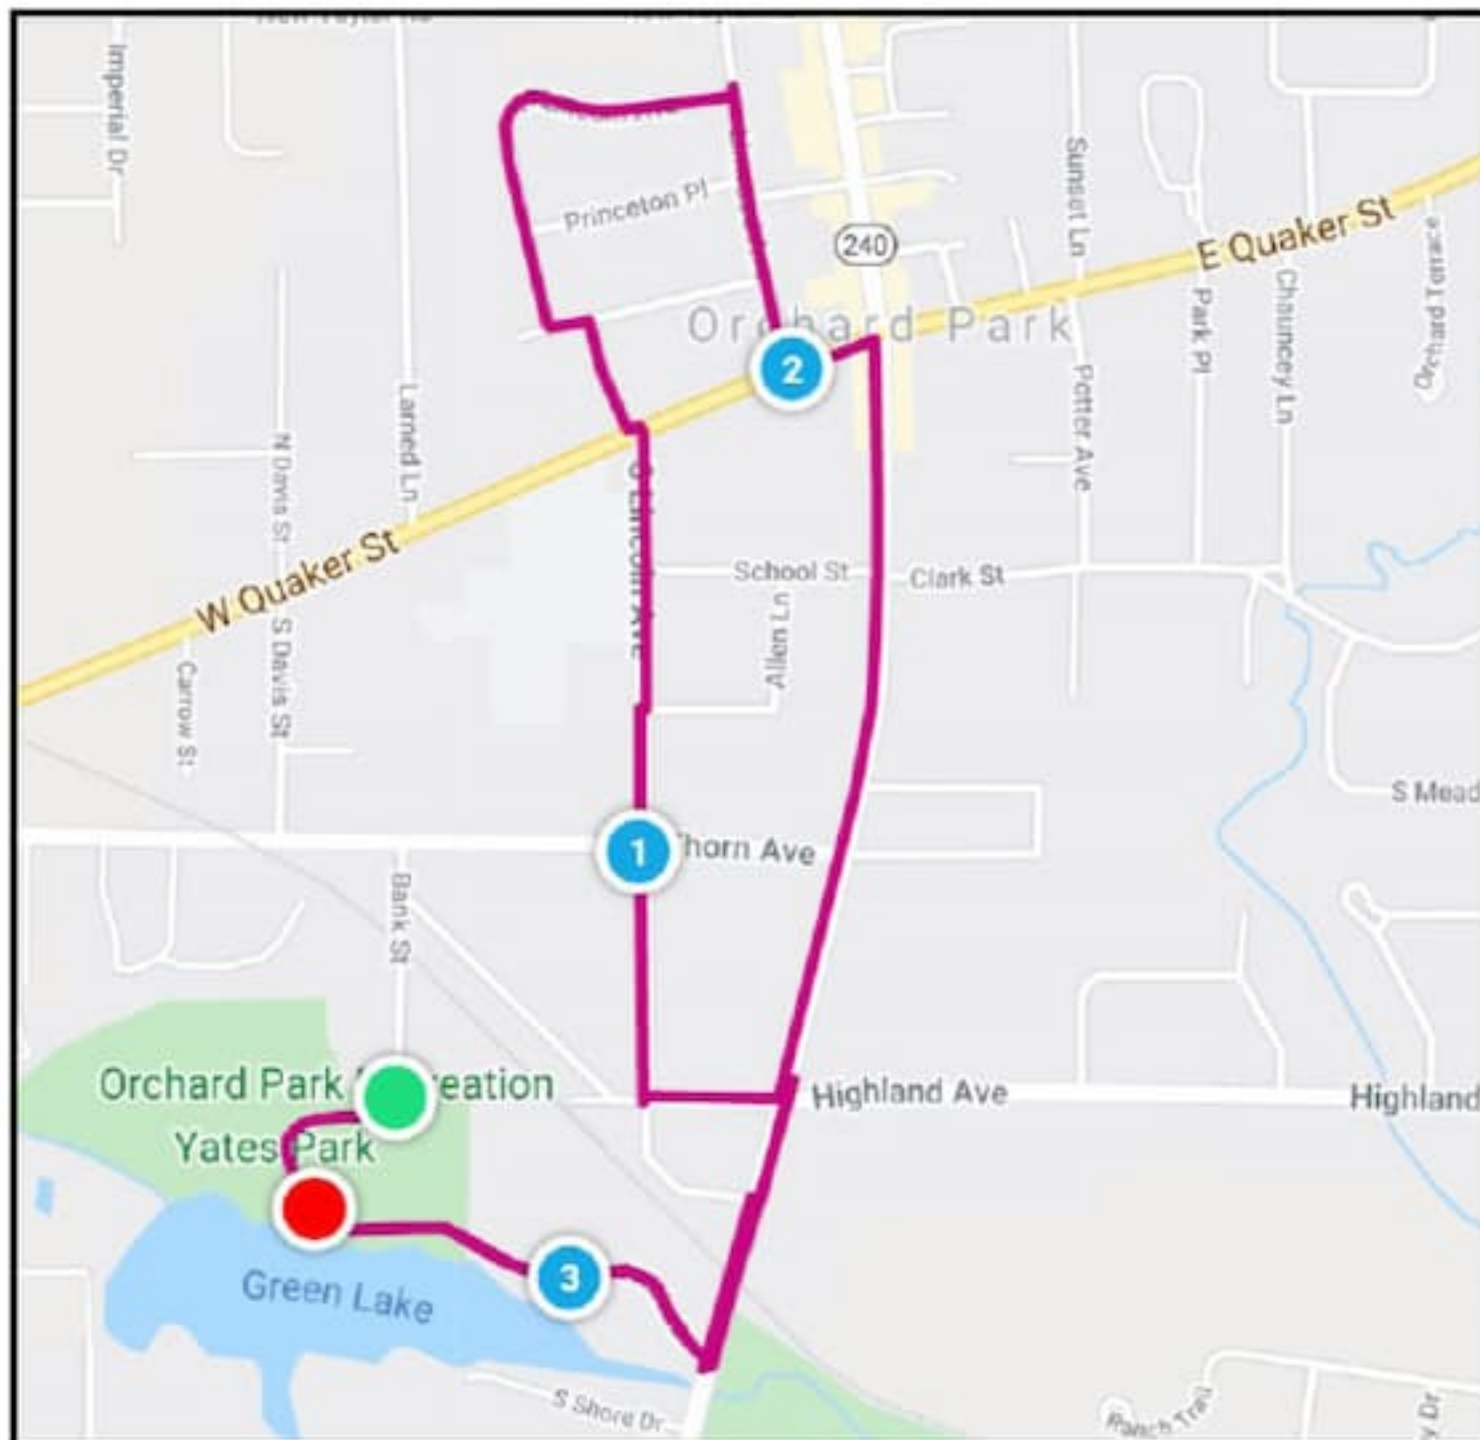 Imperial Dr
Princeton Pl
240
Sunset Ln
E Quaker St
Orchard Park
Park Pl
Chauncey Ln
Orchard Terrace
2
Larned Ln
Potter Ave
N Davis St
W Quaker St
S Lincoln Ave
School St
Clark St
Allen Ln
S Davis St
Carrow St
S Mead
1
Thorn Ave
Bank St
Orchard Park
Highland Ave
Highland
Yates Park
3
Green Lake
S Shore Dr
Ranch Trail
Dr